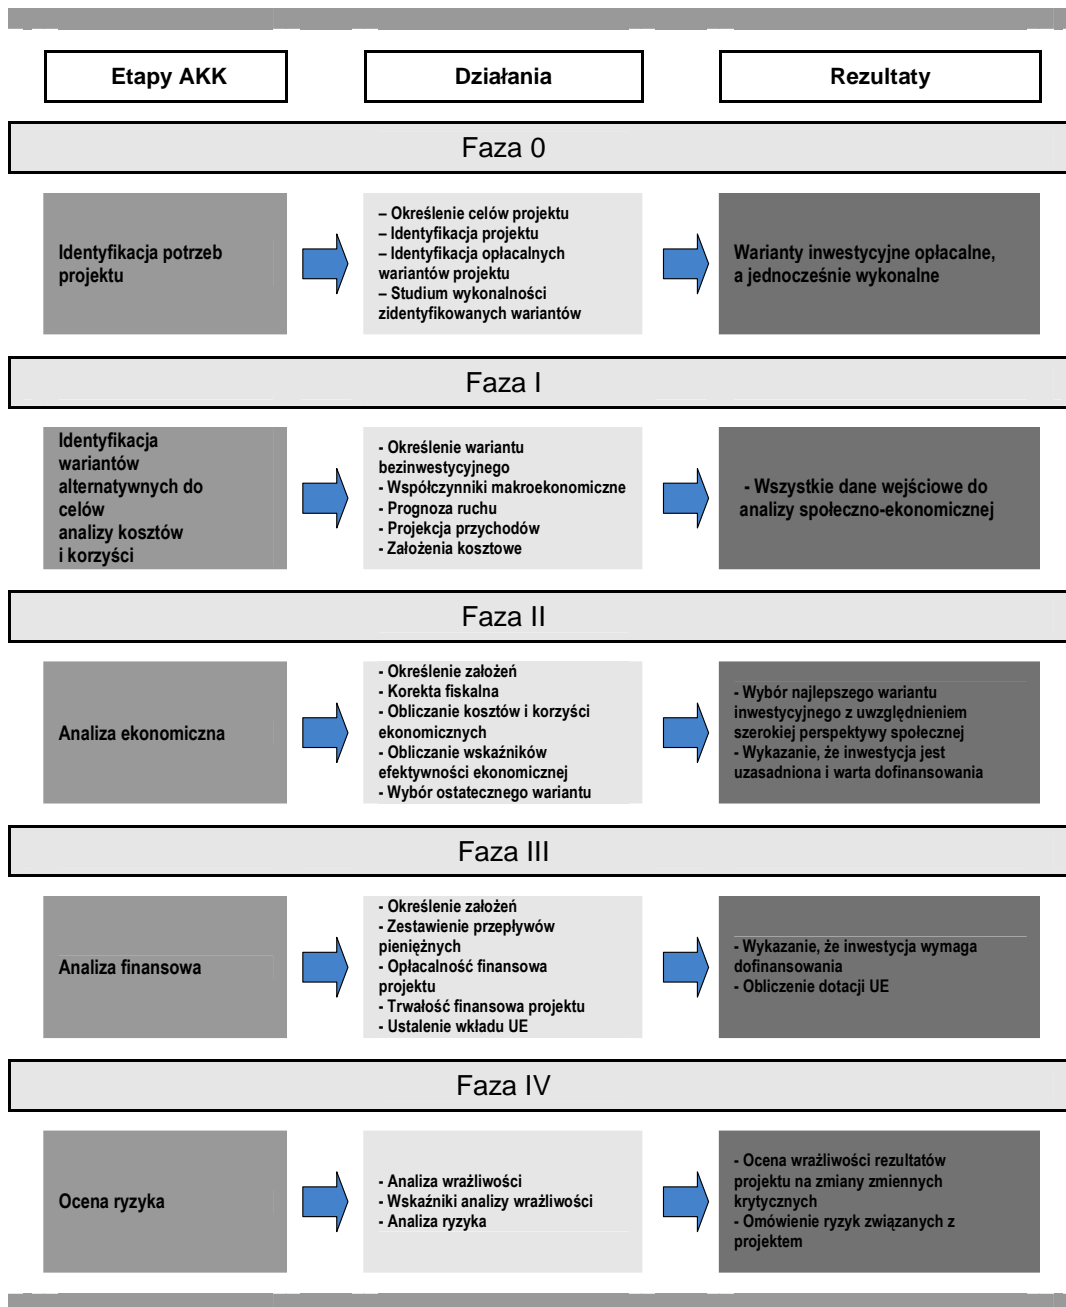 Etapy AKK
Działania
Rezultaty
Faza 0
Identyfikacja potrzeb
projektu
– Określenie celów projektu
– Identyfikacja projektu
– Identyfikacja opłacalnych
wariantów projektu
– Studium wykonalności
zidentyfikowanych wariantów
Warianty inwestycyjne opłacalne,
a jednocześnie wykonalne
Faza I
Identyfikacja
wariantów
alternatywnych do
celów
analizy kosztów
i korzyści
- Określenie wariantu
bezinwestycyjnego
- Współczynniki makroekonomiczne
- Prognoza ruchu
- Projekcja przychodów
- Założenia kosztowe
- Wszystkie dane wejściowe do
analizy społeczno-ekonomicznej
Faza II
Analiza ekonomiczna
- Określenie założeń
- Korekta fiskalna
- Obliczanie kosztów i korzyści
ekonomicznych
- Obliczanie wskaźników
efektywności ekonomicznej
- Wybór ostatecznego wariantu
- Wybór najlepszego wariantu
inwestycyjnego z uwzględnieniem
szerokiej perspektywy społecznej
- Wykazanie, że inwestycja jest
uzasadniona i warta dofinansowania
Faza III
Analiza finansowa
- Określenie założeń
- Zestawienie przepływów
pieniężnych
- Opłacalność finansowa
projektu
- Trwałość finansowa projektu
- Ustalenie wkładu UE
- Wykazanie, że inwestycja wymaga
dofinansowania
- Obliczenie dotacji UE
Faza IV
Ocena ryzyka
- Analiza wrażliwości
- Wskaźniki analizy wrażliwości
- Analiza ryzyka
- Ocena wrażliwości rezultatów
projektu na zmiany zmiennych
krytycznych
- Omówienie ryzyk związanych z
projektem